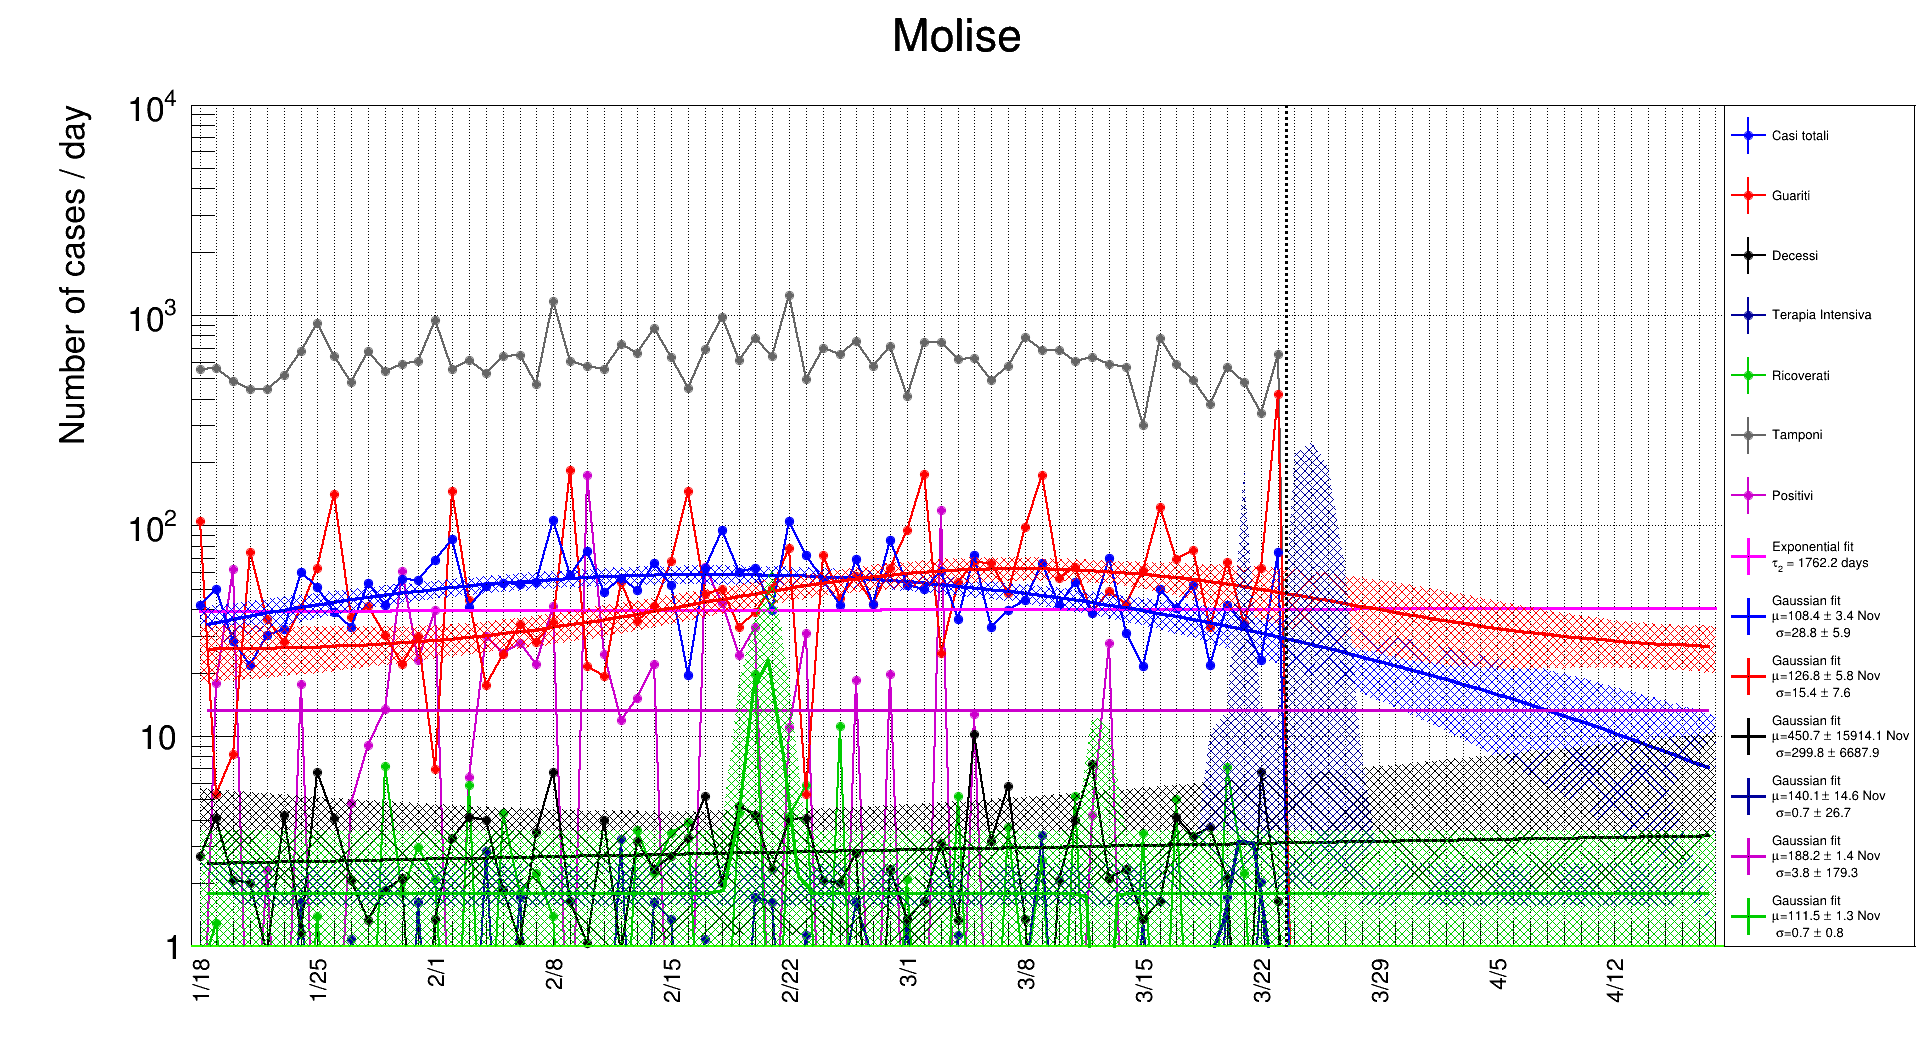 Molise
Number of cases / day
10⁴
10³
10²
10
1
1/18
1/25
2/1
2/8
2/15
2/22
3/1
3/8
3/15
3/22
3/29
4/5
4/12
Casi totali
Guariti
Decessi
Terapia Intensiva
Ricoverati
Tamponi
Positivi
Exponential fit
τ₂ = 1762.2 days
Gaussian fit
μ=108.4 ± 3.4 Nov
σ=28.8 ± 5.9
Gaussian fit
μ=126.8 ± 5.8 Nov
σ=15.4 ± 7.6
Gaussian fit
μ=450.7 ± 15914.1 Nov
σ=299.8 ± 6687.9
Gaussian fit
μ=140.1 ± 14.6 Nov
σ=0.7 ± 26.7
Gaussian fit
μ=188.2 ± 1.4 Nov
σ=3.8 ± 179.3
Gaussian fit
μ=111.5 ± 1.3 Nov
σ=0.7 ± 0.8